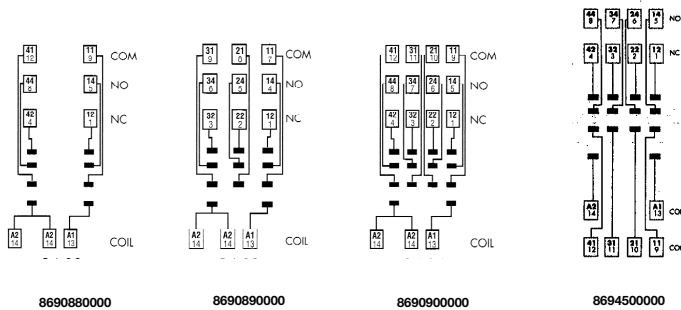 41 12 11 9 COM
44 8 14 5 NO
42 4 12 1 NC
A2 14 A2 14 A1 13 COIL
8690880000
31 9 21 8 11 7 COM
34 6 24 5 14 4 NO
32 3 22 2 12 1 NC
A2 14 A2 14 A1 13 COIL
8690890000
41 12 31 11 21 10 11 9 COM
44 8 34 7 24 6 14 5 NO
42 4 32 3 22 2 12 1 NC
A2 14 A2 14 A1 13 COIL
8690900000
44 8 34 7 24 6 14 5 NO
42 4 32 3 22 2 12 1 NC
A2 14 A1 13
41 12 31 11 21 10 11 9
8694500000